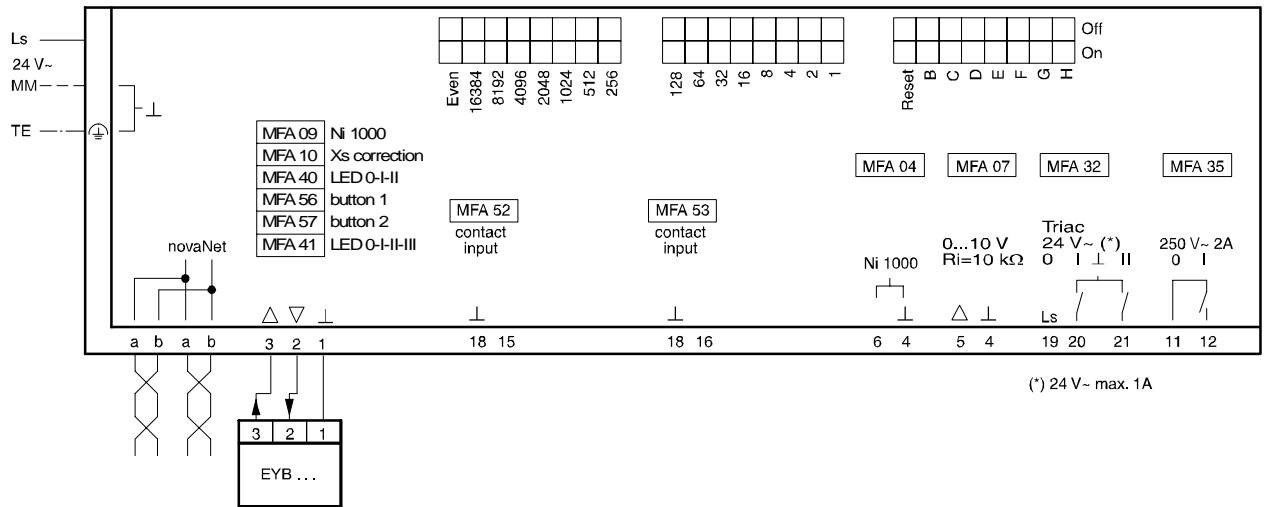 Ls
24 V~
MM
TE
⊥
Off
On
Even 16384 8192 4096 2048 1024 512 256
128 64 32 16 8 4 2 1
Reset B C D E F G H
MFA 09 Ni 1000
MFA 10 Xs correction
MFA 40 LED 0-I-II
MFA 56 button 1
MFA 57 button 2
MFA 41 LED 0-I-II-III
MFA 52
contact
input
MFA 53
contact
input
MFA 04
Ni 1000
MFA 07
0...10 V
Ri=10 kΩ
MFA 32
Triac
24 V~ (*)
0 I ⊥ II
Ls
MFA 35
250 V~ 2A
0 I
novaNet
△ ▽ ⊥ ⊥ ⊥ ⊥ △ ⊥
a b a b 3 2 1 18 15 18 16 6 4 5 4 19 20 21 11 12
(*) 24 V~ max. 1A
3 2 1
EYB ...